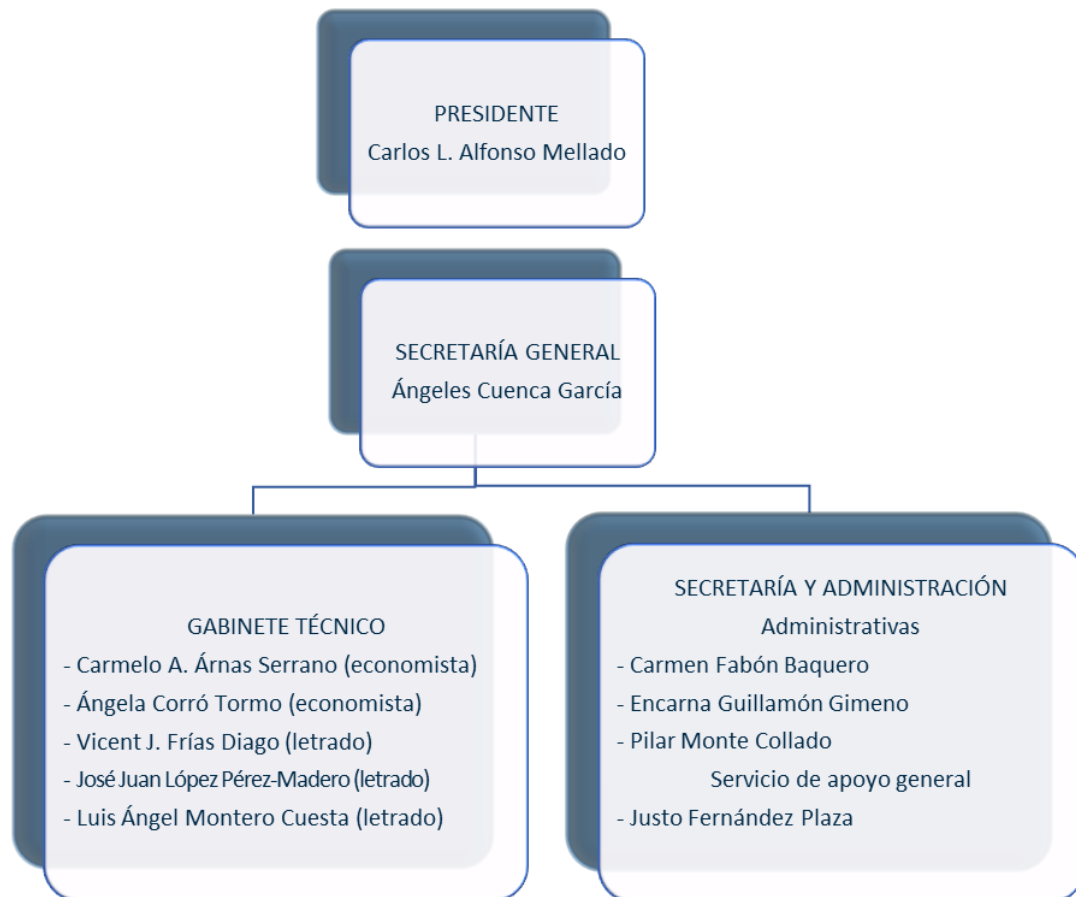 PRESIDENTE
Carlos L. Alfonso Mellado
SECRETARÍA GENERAL
Ángeles Cuenca García
GABINETE TÉCNICO
- Carmelo A. Árnas Serrano (economista)
- Ángela Corró Tormo (economista)
- Vicent J. Frías Diago (letrado)
- José Juan López Pérez-Madero (letrado)
- Luis Ángel Montero Cuesta (letrado)
SECRETARÍA Y ADMINISTRACIÓN
Administrativas
- Carmen Fabón Baquero
- Encarna Guillamón Gimeno
- Pilar Monte Collado
Servicio de apoyo general
- Justo Fernández Plaza